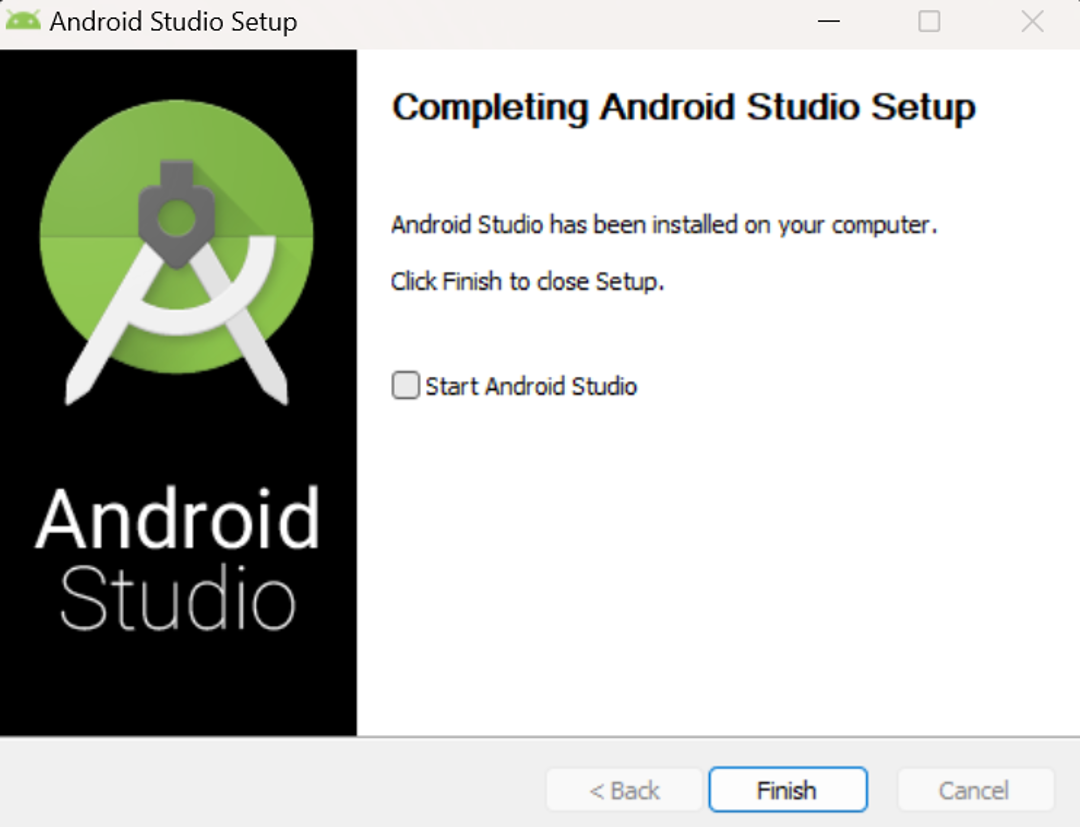 Android Studio Setup
Completing Android Studio Setup
Android Studio has been installed on your computer.
Click Finish to close Setup.
Start Android Studio
Android
Studio
< Back
Finish
Cancel